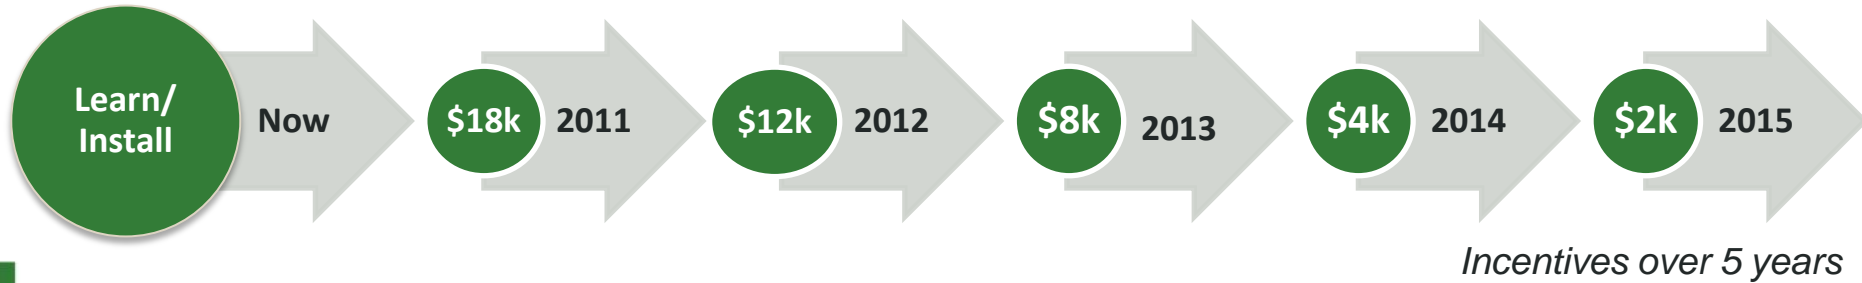 Learn/
Install
Now
$18k
2011
$12k
2012
$8k
2013
$4k
2014
$2k
2015
Incentives over 5 years